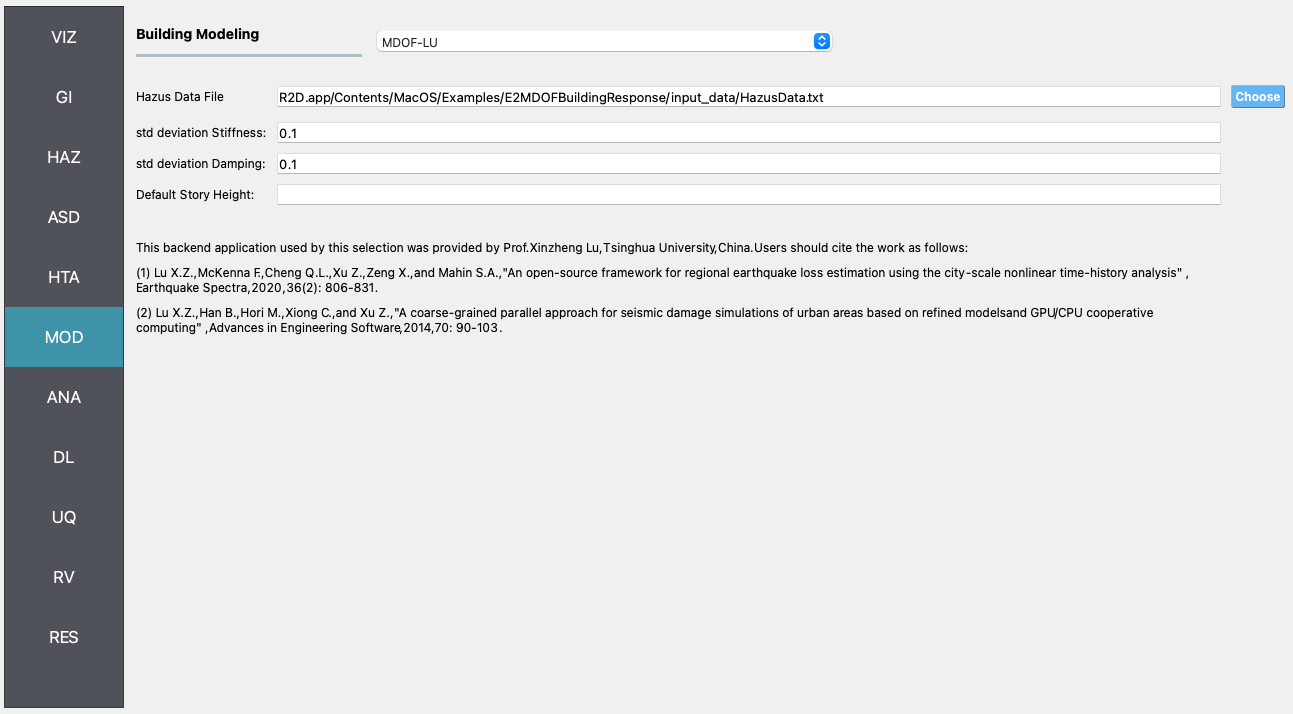 VIZ
GI
HAZ
ASD
HTA
MOD
ANA
DL
UQ
RV
RES
Building Modeling
MDOF-LU
Hazus Data File
R2D.app/Contents/MacOS/Examples/E2MDOFBuildingResponse/input_data/HazusData.txt
Choose
std deviation Stiffness:
0.1
std deviation Damping:
0.1
Default Story Height:
This backend application used by this selection was provided by Prof.Xinzheng Lu,Tsinghua University,China.Users should cite the work as follows:
(1) Lu X.Z.,McKenna F.,Cheng Q.L.,Xu Z.,Zeng X.,and Mahin S.A.,"An open-source framework for regional earthquake loss estimation using the city-scale nonlinear time-history analysis" ,
Earthquake Spectra,2020,36(2): 806-831.
(2) Lu X.Z.,Han B.,Hori M.,Xiong C.,and Xu Z.,"A coarse-grained parallel approach for seismic damage simulations of urban areas based on refined modelsand GPU/CPU cooperative
computing" ,Advances in Engineering Software,2014,70: 90-103.